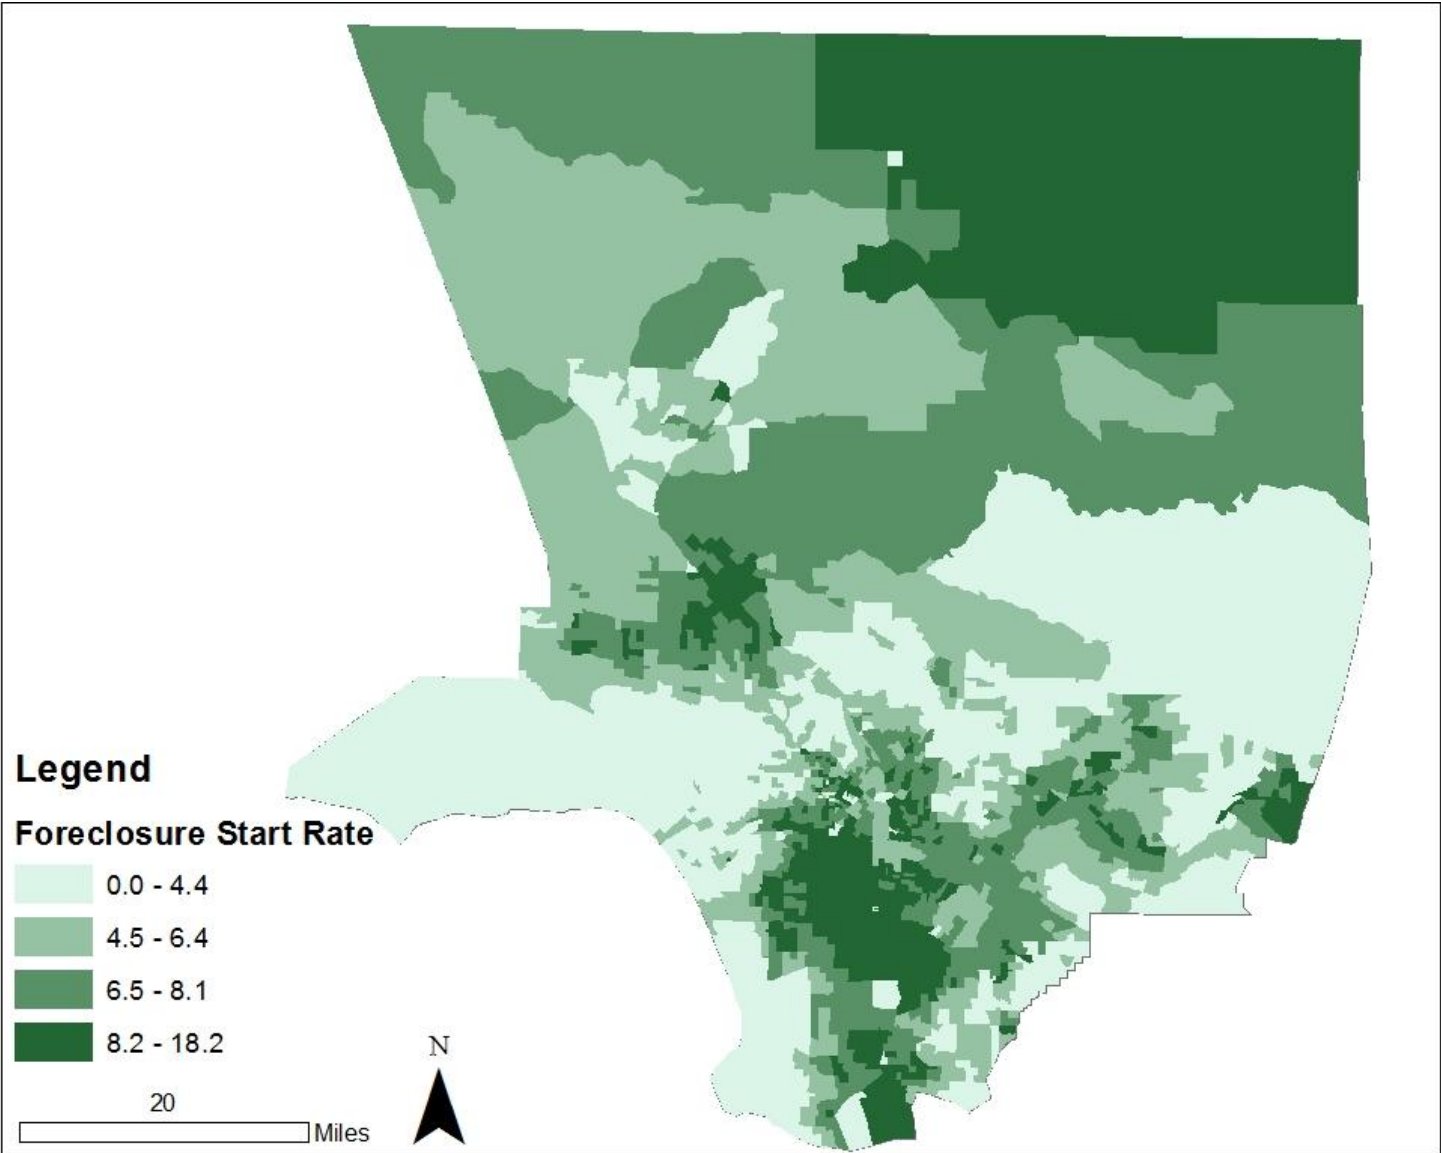 Legend
Foreclosure Start Rate
0.0 - 4.4
4.5 - 6.4
6.5 - 8.1
8.2 - 18.2
20
Miles
N